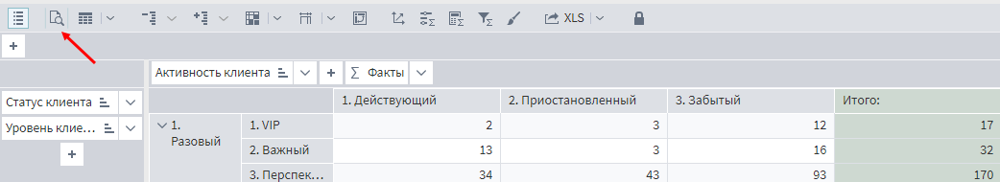 XLS
+
Активность клиента + Σ Факты
Статус клиента
Уровень клие...
+
1. Действующий 2. Приостановленный 3. Забытый Итого:
1. Разовый 1. VIP 2 3 12 17
2. Важный 13 3 16 32
3. Перспек... 34 43 93 170